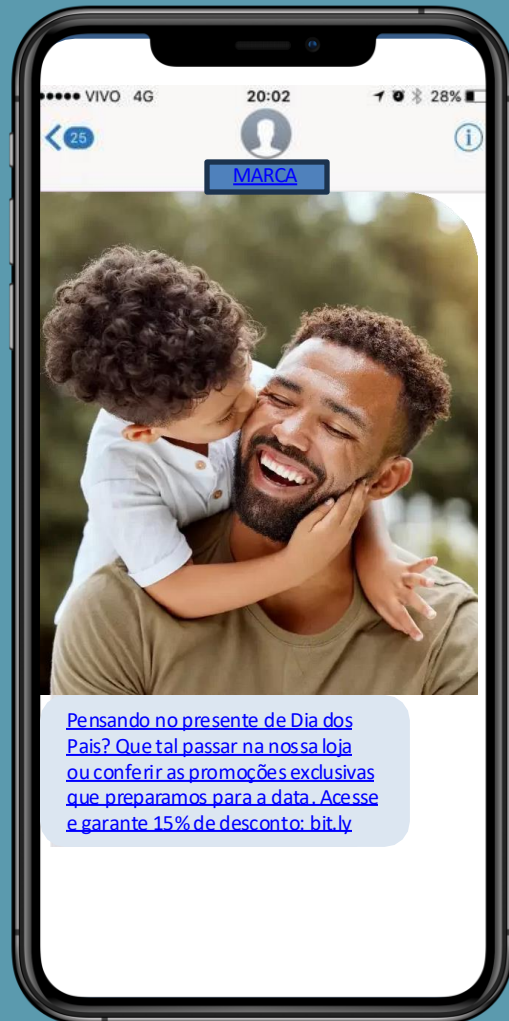 VIVO 4G 20:02 28%
25
MARCA
Pensando no presente de Dia dos
Pais? Que tal passar na nossa loja
ou conferir as promoções exclusivas
que preparamos para a data. Acesse
e garante 15% de desconto: bit.ly